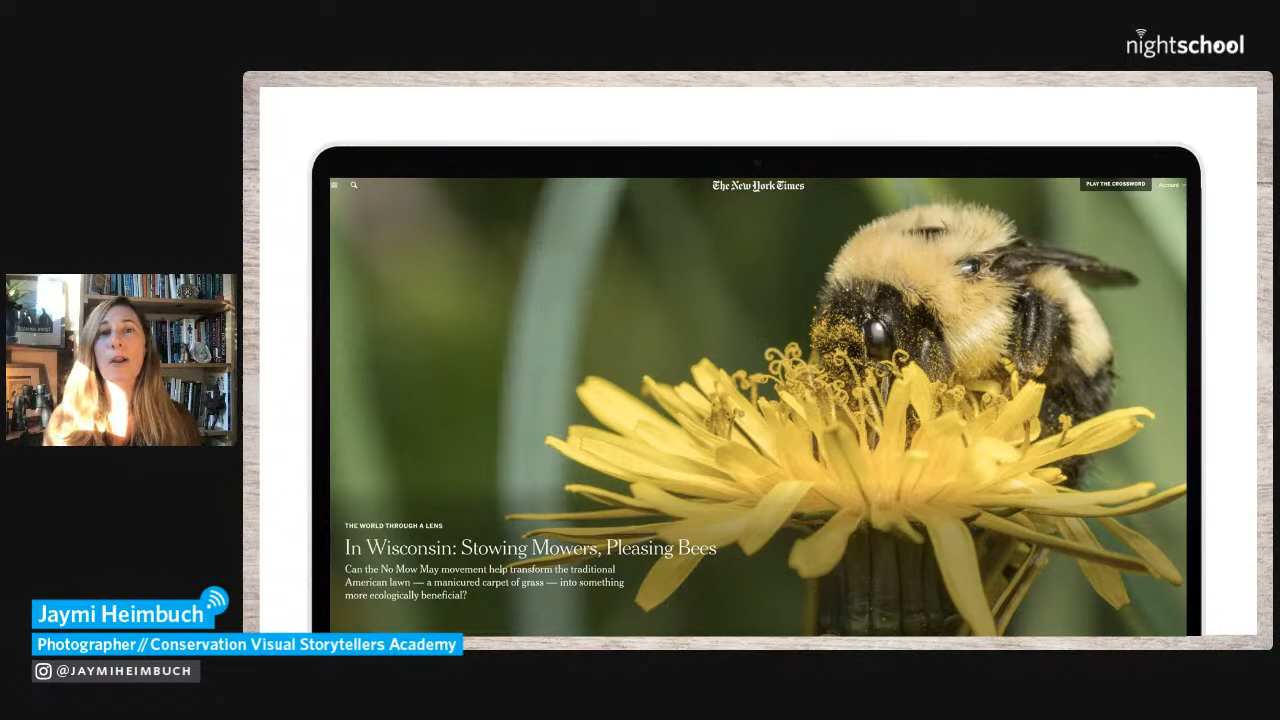 nightschool
The New York Times
PLAY THE CROSSWORD
Account
THE WORLD THROUGH A LENS
In Wisconsin: Stowing Mowers, Pleasing Bees
Can the No Mow May movement help transform the traditional
American lawn — a manicured carpet of grass — into something
more ecologically beneficial?
Jaymi Heimbuch
Photographer//Conservation Visual Storytellers Academy
@JAYMIHEIMBUCH